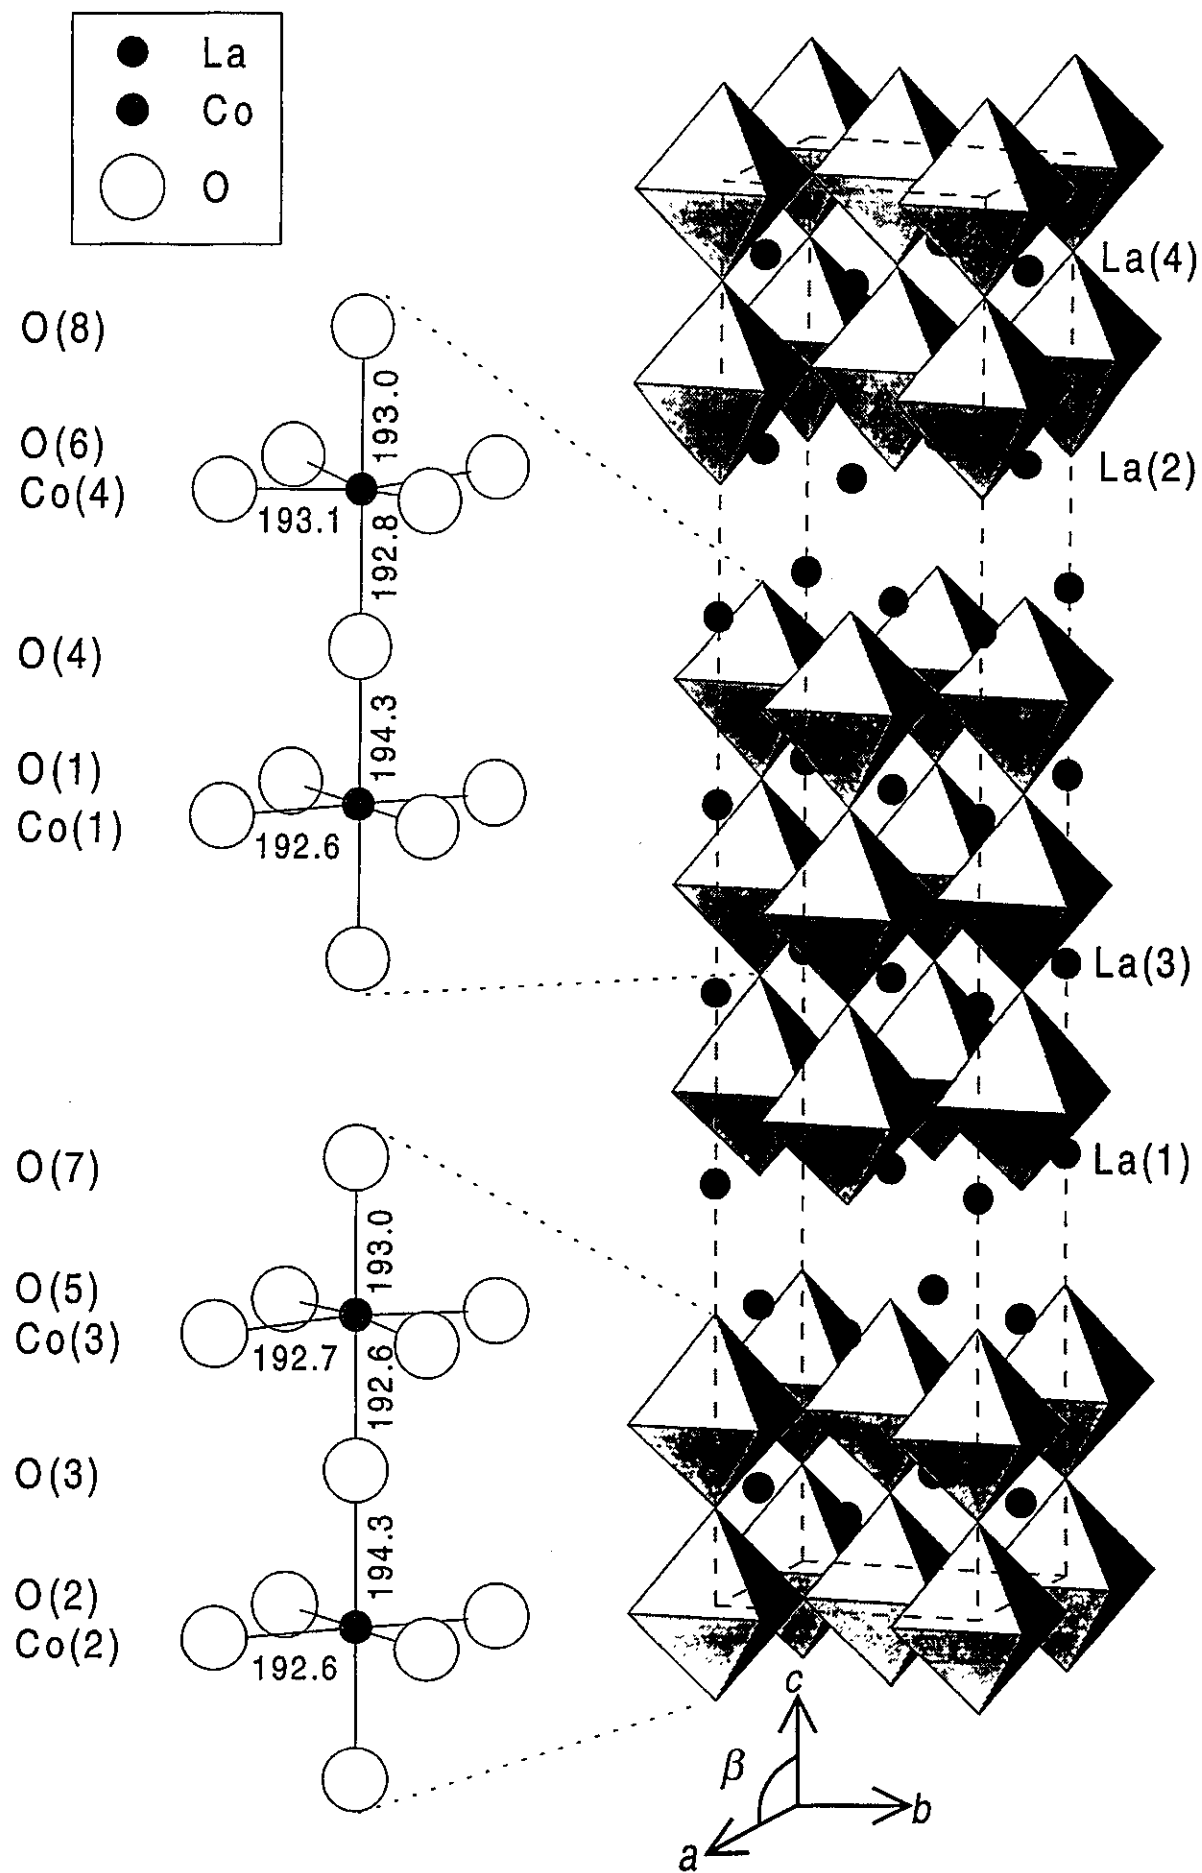 La
Co
O
O(8)
193.0
La(4)
O(6)
Co(4)
193.1
192.8
La(2)
O(4)
194.3
O(1)
Co(1)
192.6
La(3)
La(1)
O(7)
193.0
O(5)
Co(3)
192.7
192.6
O(3)
194.3
O(2)
Co(2)
192.6
c
β
b
a